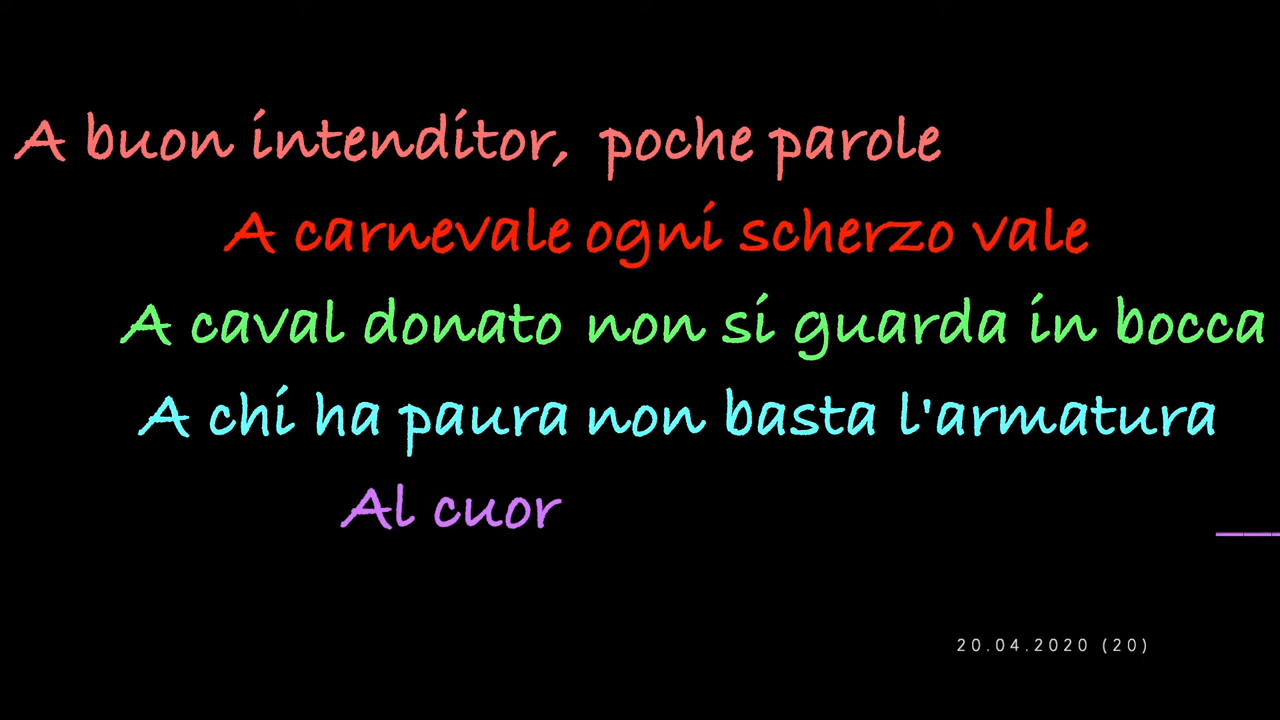 A buon intenditor, poche parole
A carnevale ogni scherzo vale
A caval donato non si guarda in bocca
A chi ha paura non basta l'armatura
Al cuor ___
20.04.2020 (20)